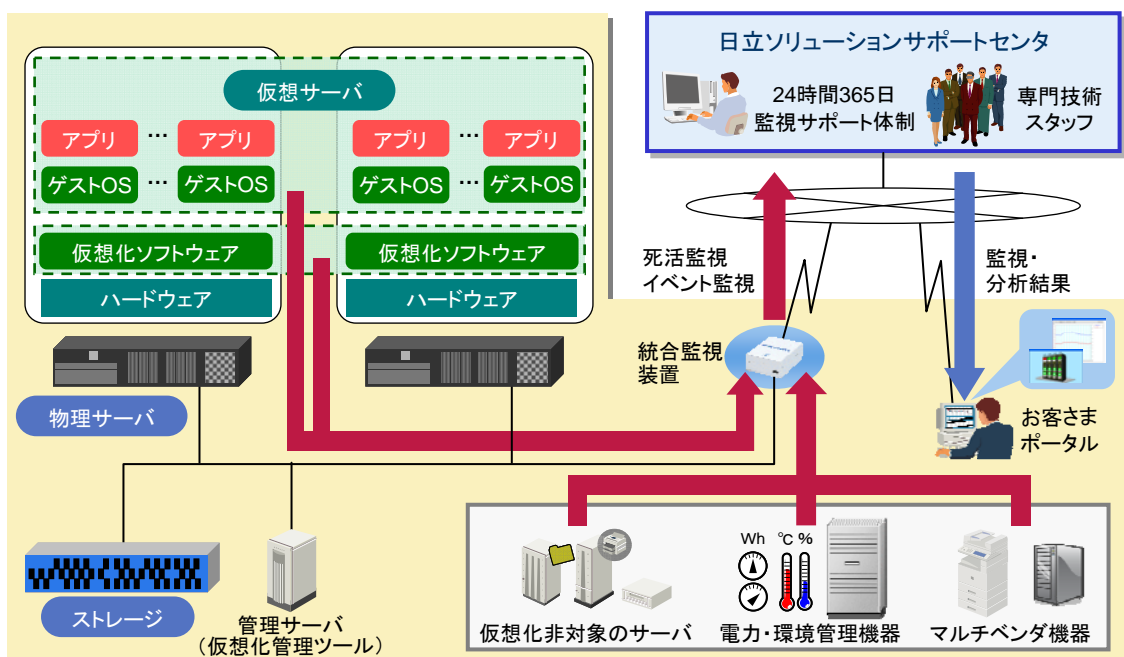 仮想サーバ
アプリ … アプリ
アプリ … アプリ
ゲストOS … ゲストOS
ゲストOS … ゲストOS
仮想化ソフトウェア
仮想化ソフトウェア
ハードウェア
ハードウェア
物理サーバ
ストレージ
管理サーバ
(仮想化管理ツール)
日立ソリューションサポートセンタ
24時間365日
監視サポート体制
専門技術
スタッフ
死活監視
イベント監視
監視・
分析結果
統合監視
装置
お客さま
ポータル
Wh ℃ %
仮想化非対象のサーバ
電力・環境管理機器
マルチベンダ機器